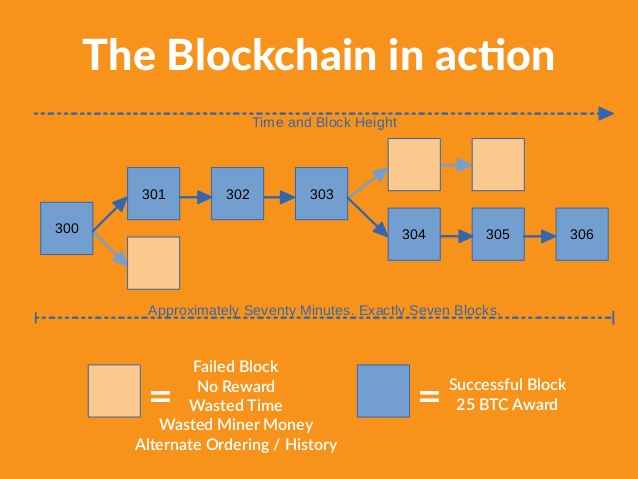 The Blockchain in action
Time and Block Height
301
302
303
300
304
305
306
Approximately Seventy Minutes. Exactly Seven Blocks.
=
Failed Block
No Reward
Wasted Time
Wasted Miner Money
Alternate Ordering / History
=
Successful Block
25 BTC Award